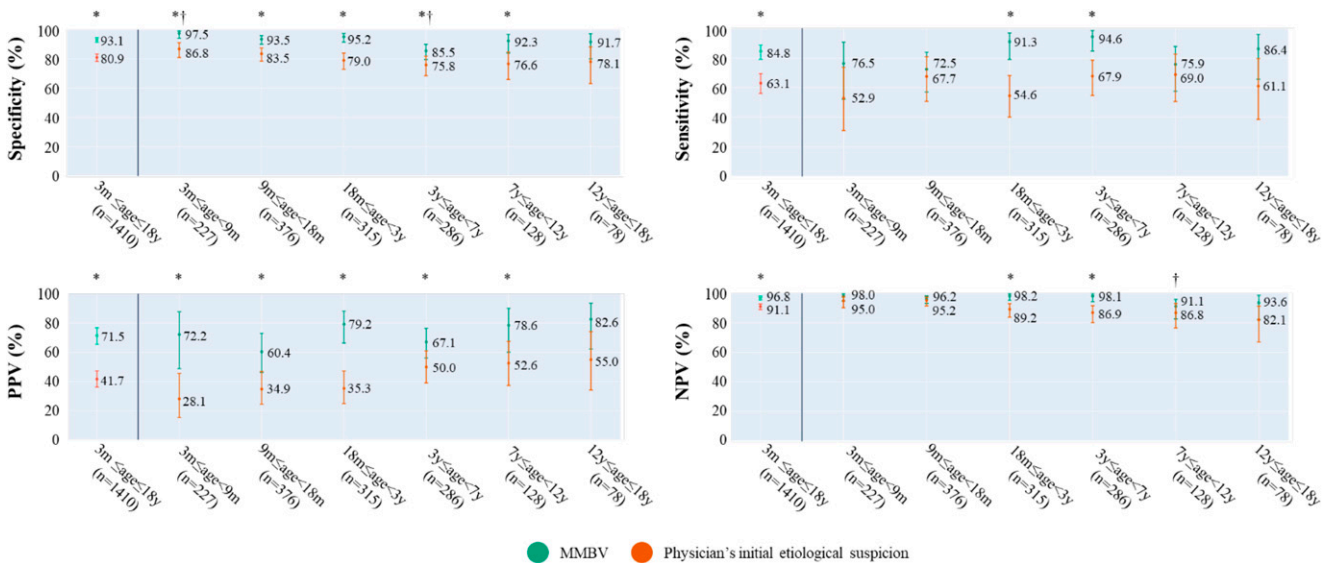 * *† * * *† *
Specificity (%)
100
80
60
40
20
0
93.1
80.9
97.5
86.8
93.5
83.5
95.2
79.0
85.5
75.8
92.3
76.6
91.7
78.1
3m ≤age≤18y
(n=1410)
3m≤age<9m
(n=227)
9m≤age<18m
(n=376)
18m≤age<3y
(n=315)
3y≤age<7y
(n=286)
7y≤age<12y
(n=128)
12y≤age≤18y
(n=78)
* * *
Sensitivity (%)
100
80
60
40
20
0
84.8
63.1
76.5
52.9
72.5
67.7
91.3
54.6
94.6
67.9
75.9
69.0
86.4
61.1
3m ≤age≤18y
(n=1410)
3m≤age<9m
(n=227)
9m≤age<18m
(n=376)
18m≤age<3y
(n=315)
3y≤age<7y
(n=286)
7y≤age<12y
(n=128)
12y≤age≤18y
(n=78)
* * * * * *
PPV (%)
100
80
60
40
20
0
71.5
41.7
72.2
28.1
60.4
34.9
79.2
35.3
67.1
50.0
78.6
52.6
82.6
55.0
3m ≤age≤18y
(n=1410)
3m≤age<9m
(n=227)
9m≤age<18m
(n=376)
18m≤age<3y
(n=315)
3y≤age<7y
(n=286)
7y≤age<12y
(n=128)
12y≤age≤18y
(n=78)
* * * †
NPV (%)
100
80
60
40
20
0
96.8
91.1
98.0
95.0
96.2
95.2
98.2
89.2
98.1
86.9
91.1
86.8
93.6
82.1
3m ≤age≤18y
(n=1410)
3m≤age<9m
(n=227)
9m≤age<18m
(n=376)
18m≤age<3y
(n=315)
3y≤age<7y
(n=286)
7y≤age<12y
(n=128)
12y≤age≤18y
(n=78)
MMBV
Physician's initial etiological suspicion